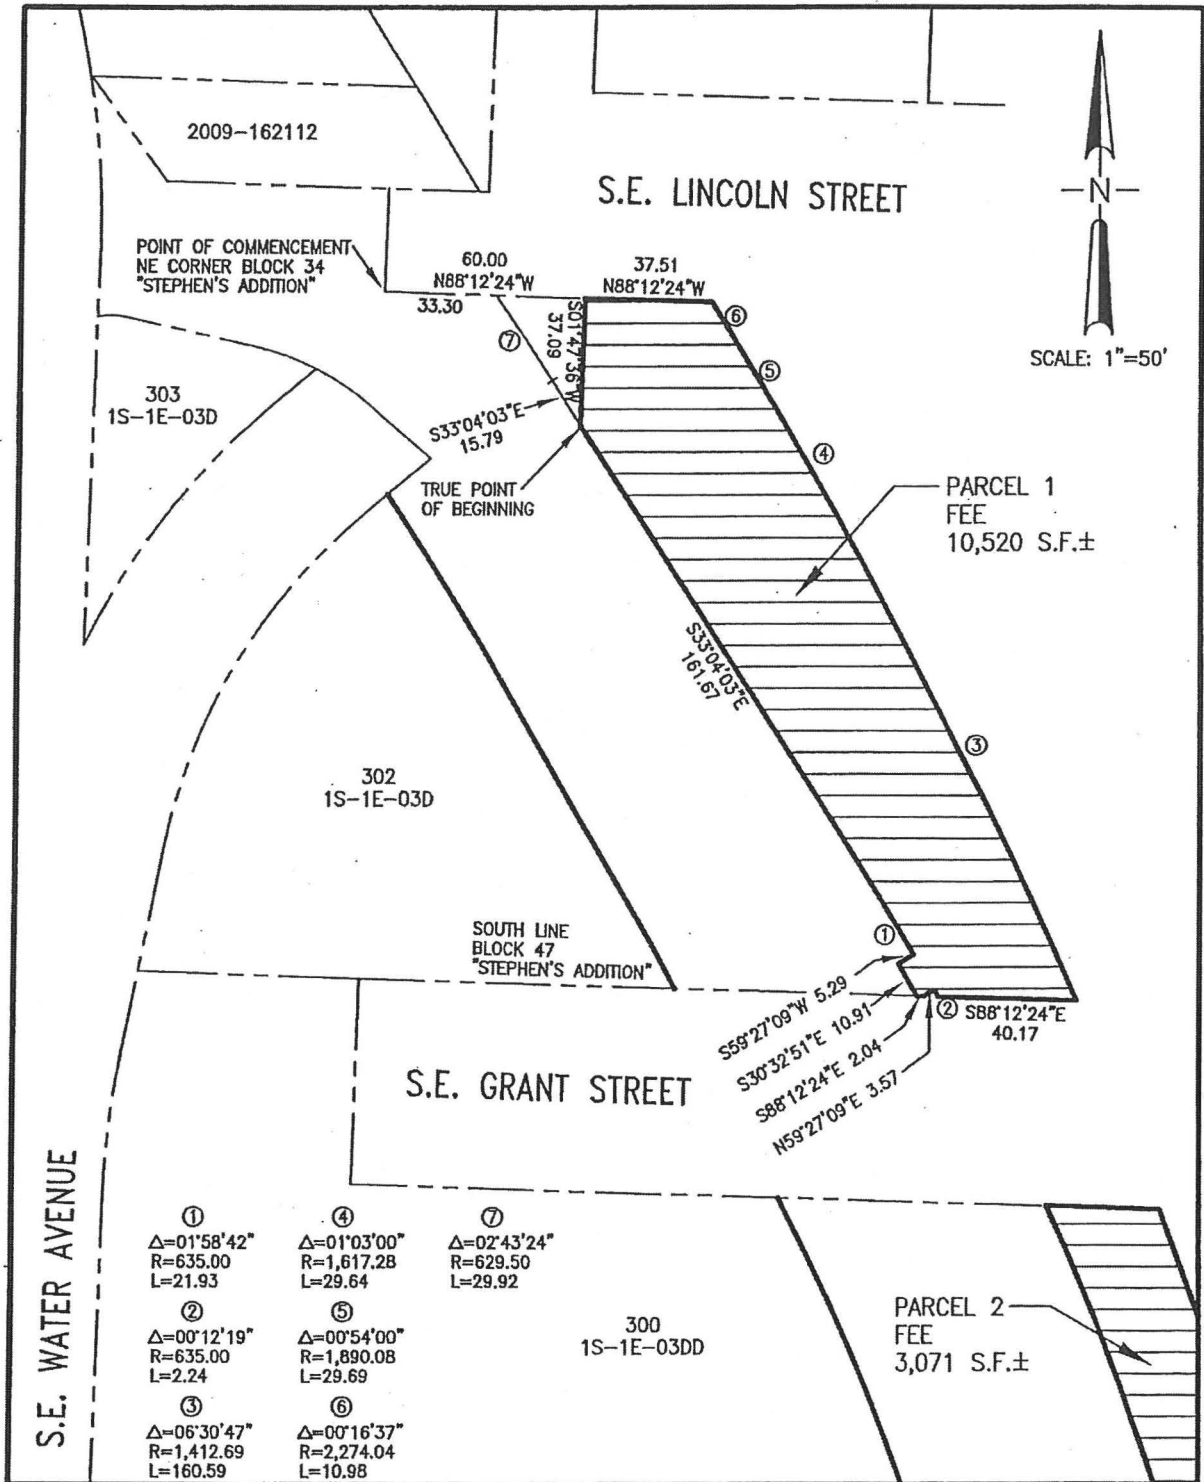 2009-162112
S.E. LINCOLN STREET
N
SCALE: 1"=50'
POINT OF COMMENCEMENT
NE CORNER BLOCK 34
"STEPHEN'S ADDITION"
60.00
N88°12'24"W
33.30
37.51
N88°12'24"W
S01°47'36"W
37.09
⑦
⑥
⑤
④
③
303
1S-1E-03D
S33°04'03"E
15.79
TRUE POINT
OF BEGINNING
PARCEL 1
FEE
10,520 S.F.±
S33°04'03"E
161.67
302
1S-1E-03D
SOUTH LINE
BLOCK 47
"STEPHEN'S ADDITION"
①
②
S59°27'09"W 5.29
S30°32'51"E 10.91
S88°12'24"E 2.04
N59°27'09"E 3.57
S88°12'24"E
40.17
S.E. GRANT STREET
S.E. WATER AVENUE
①
Δ=01°58'42"
R=635.00
L=21.93
②
Δ=00°12'19"
R=635.00
L=2.24
③
Δ=06°30'47"
R=1,412.69
L=160.59
④
Δ=01°03'00"
R=1,617.28
L=29.64
⑤
Δ=00°54'00"
R=1,890.08
L=29.69
⑥
Δ=00°16'37"
R=2,274.04
L=10.98
⑦
Δ=02°43'24"
R=629.50
L=29.92
300
1S-1E-03DD
PARCEL 2
FEE
3,071 S.F.±